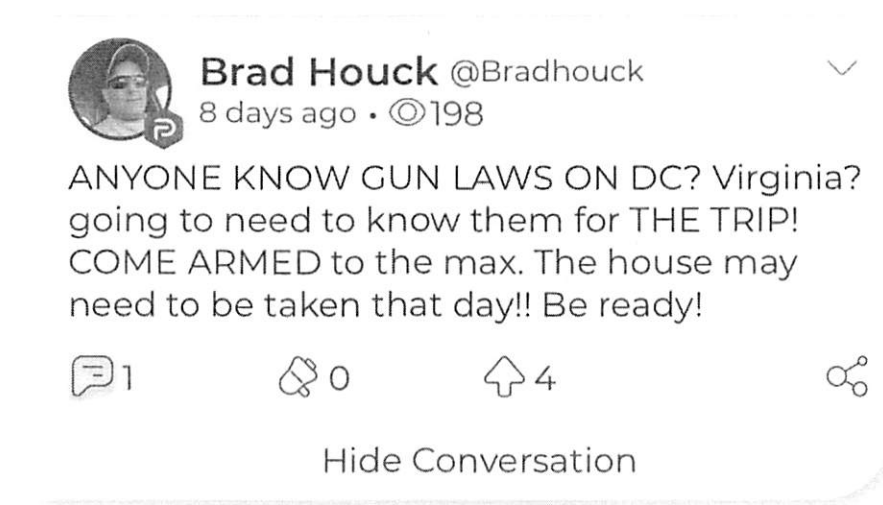 Brad Houck @Bradhouck
8 days ago • 198
ANYONE KNOW GUN LAWS ON DC? Virginia?
going to need to know them for THE TRIP!
COME ARMED to the max. The house may
need to be taken that day!! Be ready!
1 0 4
Hide Conversation